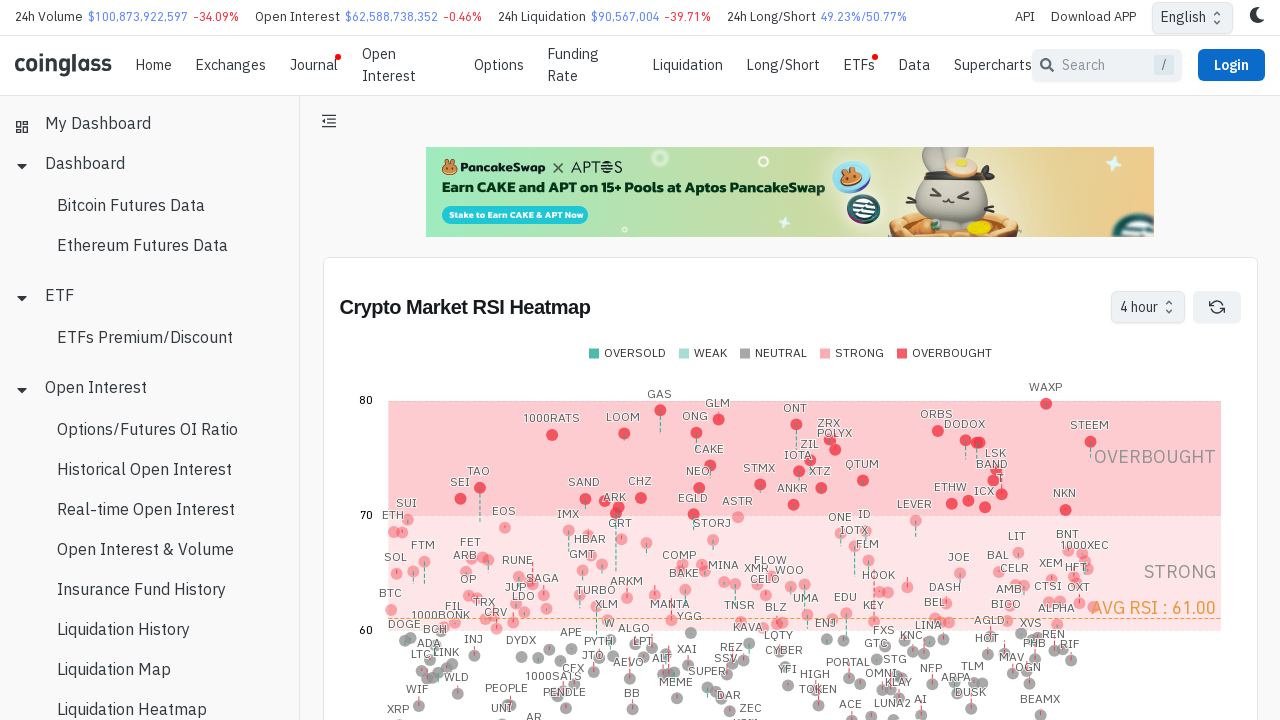 24h Volume $100,873,922,597 -34.09% Open Interest $62,588,738,352 -0.46% 24h Liquidation $90,567,004 -39.71% 24h Long/Short 49.23%/50.77% API Download APP English
coinglass Home Exchanges Journal Open Interest Options Funding Rate Liquidation Long/Short ETFs Data Supercharts Search / Login
My Dashboard
Dashboard
Bitcoin Futures Data
Ethereum Futures Data
ETF
ETFs Premium/Discount
Open Interest
Options/Futures OI Ratio
Historical Open Interest
Real-time Open Interest
Open Interest & Volume
Insurance Fund History
Liquidation History
Liquidation Map
Liquidation Heatmap
PancakeSwap X APTOS
Earn CAKE and APT on 15+ Pools at Aptos PancakeSwap
Stake to Earn CAKE & APT Now
Crypto Market RSI Heatmap
4 hour
OVERSOLD WEAK NEUTRAL STRONG OVERBOUGHT
80
WAXP
GAS
GLM
ONT
1000RATS LOOM ONG ORBS
ZRX DODOX STEEM
POLYX
ZIL
CAKE LSK OVERBOUGHT
IOTA
BAND
TAO NEO STMX XTZ QTUM
SEI SAND CHZ ANKR ETHW ICX NKN
ARK EGLD ASTR
SUI LEVER
70
ETH EOS IMX GRT STORJ ONE ID
IOTX
FTM FET HBAR FLM LIT BNT
1000XEC
SOL ARB RUNE GMT COMP FLOW JOE BAL
MINA XMR WOO CELR XEM HFT STRONG
OP SAGA ARKM BAKE CELO HOOK
BTC JUP TURBO DASH AMB CTSI OXT
LDO UMA EDU
FIL TRX XLM MANTA TNSR BLZ KEY BEL BICO ALPHA AVG RSI : 61.00
1000BONK CRV YGG
DOGE W ENJ LINA AGLD XVS
60
BCH ALGO KAVA FXS
ADA INJ DYDX APE PYTH LPT LQTY GTC KNC HOT PHB REN RIF
LTC LINK JTO AEVO ALT XAI REZ CYBER
SSV
WLD 1000SATS CFX SUPER YFI PORTAL STG NFP TLM MAV OGN
WIF PEOPLE PENDLE BB MEME HIGH OMNI KLAY ARPA
TOKEN DUSK
XRP UNI DAR ACE LUNA2 AI BEAMX
AR ZEC